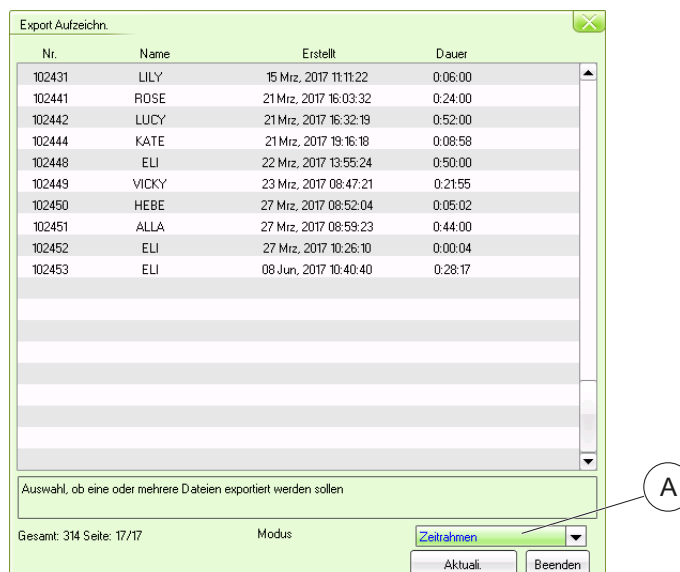 Export Aufzeichn.
Nr. Name Erstellt Dauer
102431 LILY 15 Mrz, 2017 11:11:22 0:06:00
102441 ROSE 21 Mrz, 2017 16:03:32 0:24:00
102442 LUCY 21 Mrz, 2017 16:32:19 0:52:00
102444 KATE 21 Mrz, 2017 19:16:18 0:08:58
102448 ELI 22 Mrz, 2017 13:55:24 0:50:00
102449 VICKY 23 Mrz, 2017 08:47:21 0:21:55
102450 HEBE 27 Mrz, 2017 08:52:04 0:05:02
102451 ALLA 27 Mrz, 2017 08:59:23 0:44:00
102452 ELI 27 Mrz, 2017 10:26:10 0:00:04
102453 ELI 08 Jun, 2017 10:40:40 0:28:17
Auswahl, ob eine oder mehrere Dateien exportiert werden sollen
A
Gesamt: 314 Seite: 17/17 Modus Zeitrahmen
Aktuali. Beenden